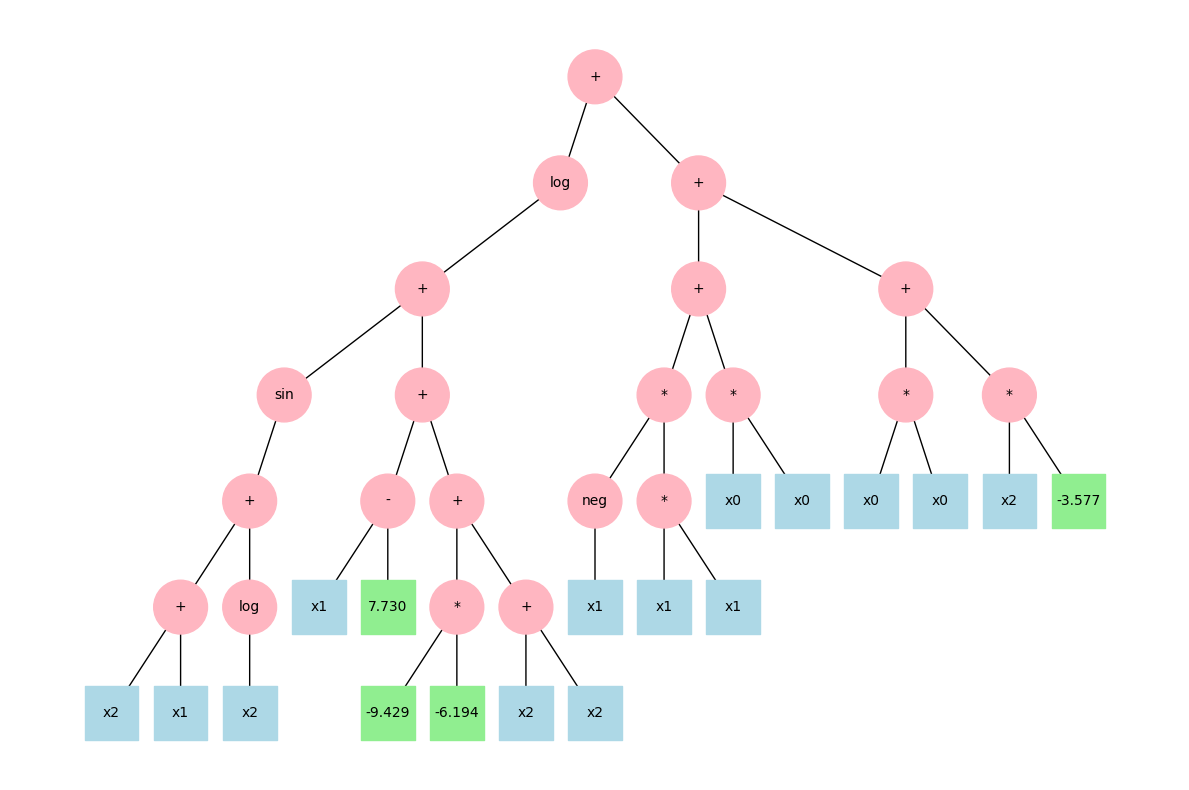 +
log +
+ + +
sin + * * * *
+ - + neg * x0 x0 x0 x0 x2 -3.577
+ log x1 7.730 * + x1 x1 x1
x2 x1 x2 -9.429 -6.194 x2 x2